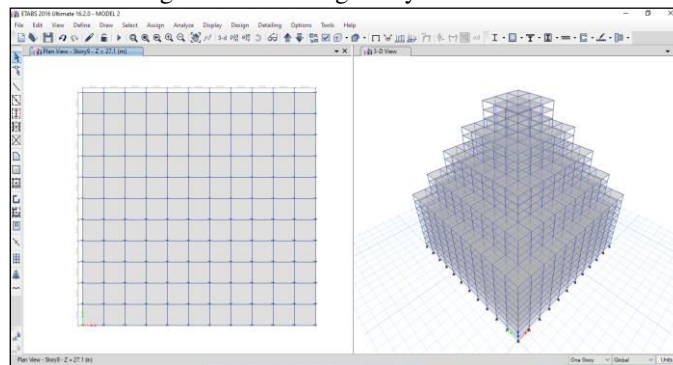 ETABS 2016 Ultimate 16.2.0 - MODEL 2
File Edit View Define Draw Select Assign Analyze Display Design Detailing Options Tools Help
Plan View - Story9 - Z = 27.1 (m)
3-D View
Plan View - Story9 - Z = 27.1 (m)
One Story
Global
Units